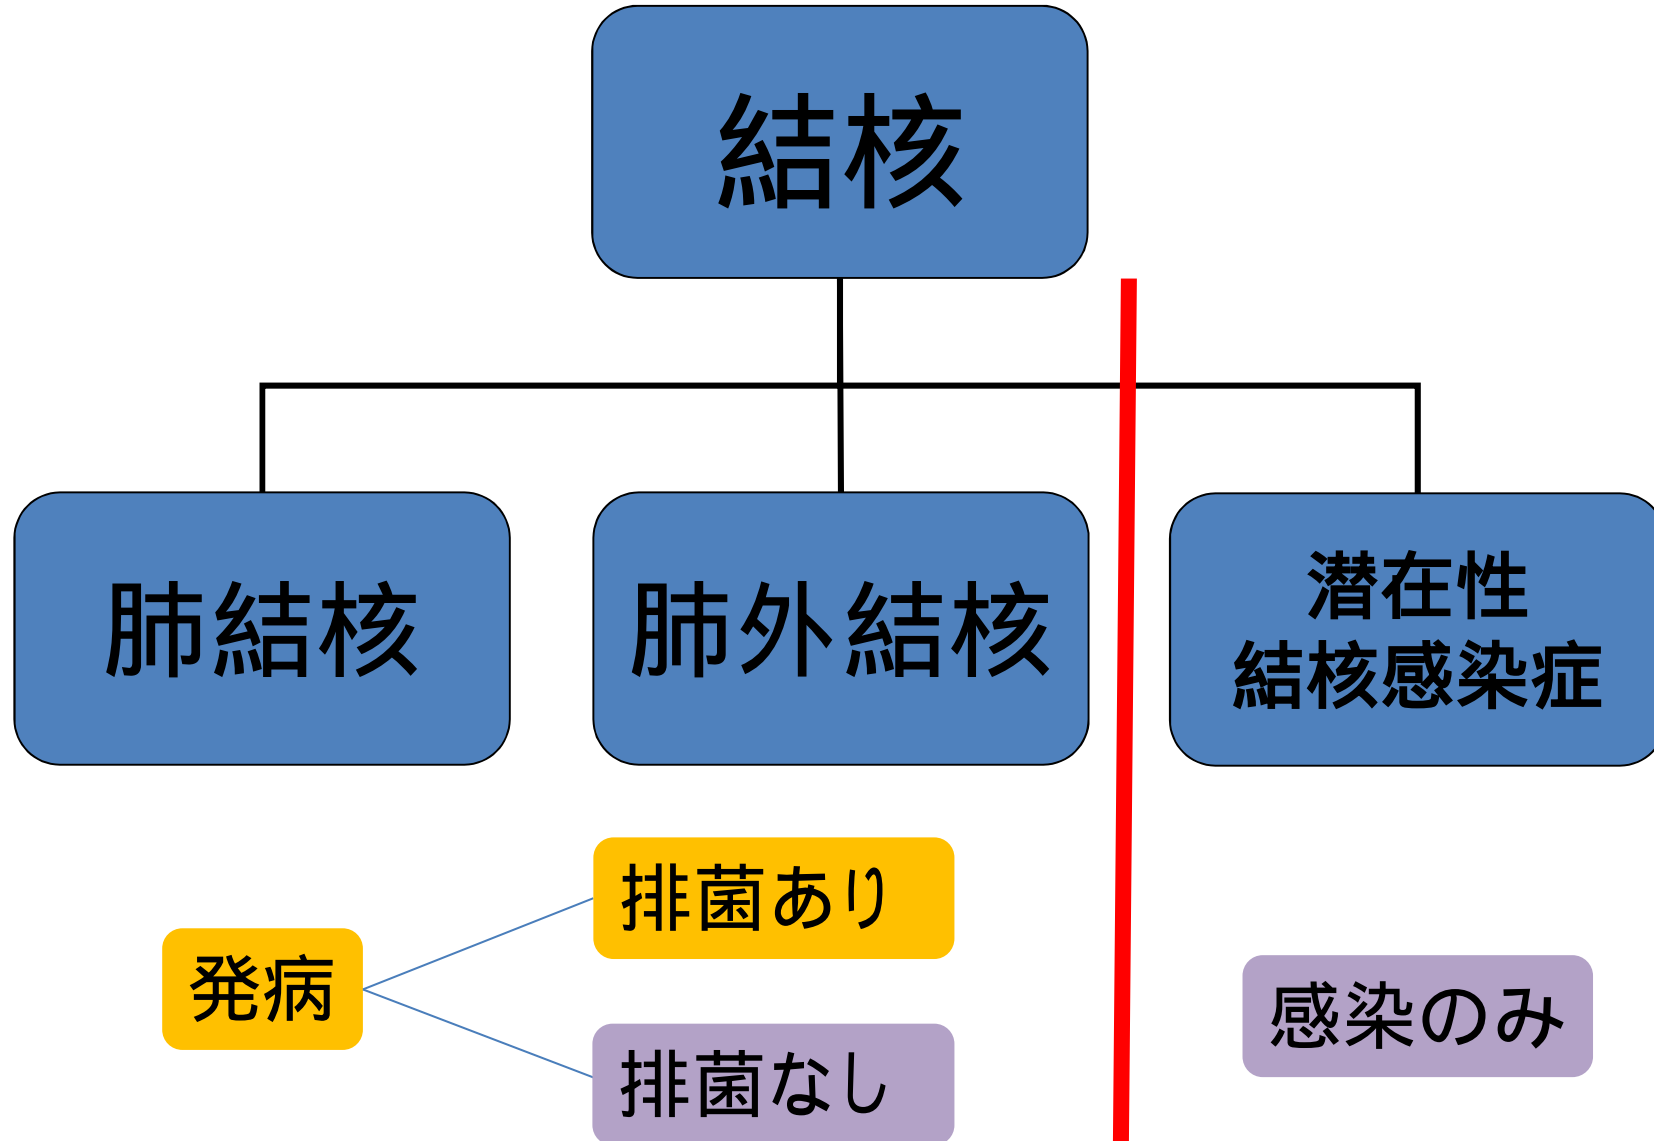 結核
肺結核
肺外結核
潜在性
結核感染症
排菌あり
発病
感染のみ
排菌なし